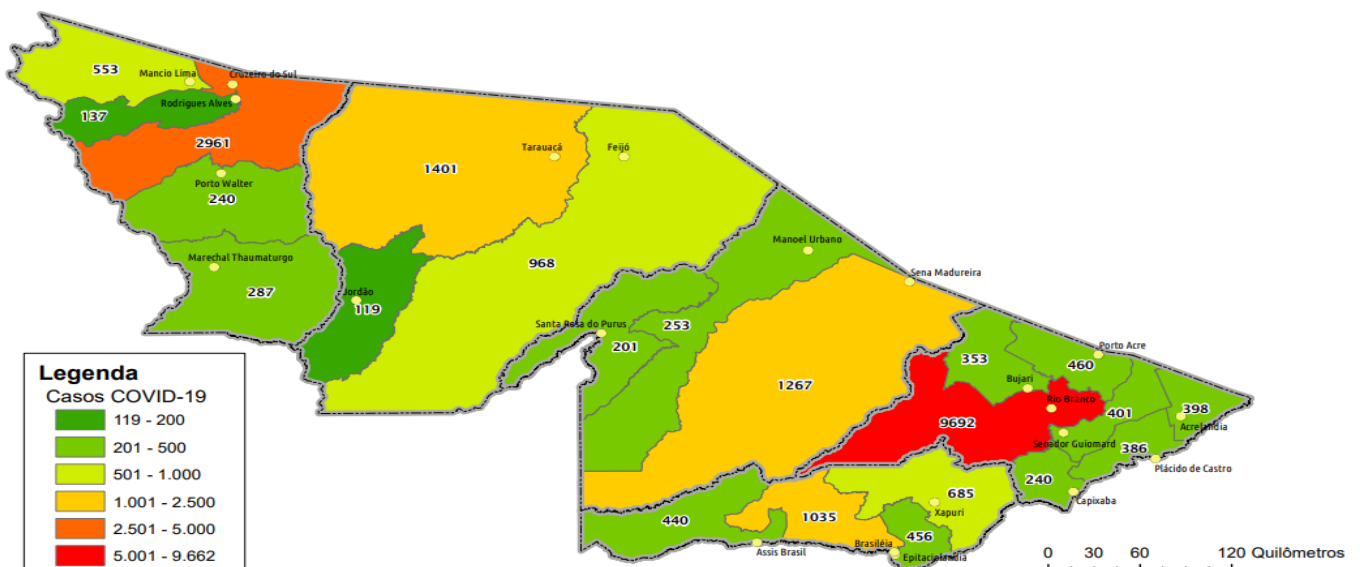 553
Mancio Lima
Cruzeiro do Sul
Rodrigues Alves
137
2961
Porto Walter
240
Marechal Thaumaturgo
287
Tarauacá
Feijó
1401
968
Jordão
119
Manoel Urbano
Sena Madureira
Santa Rosa do Purus
253
201
1267
353
Bujari
Porto Acre
460
Rio Branco
9692
401
398
Acrelandia
Senador Guiomard
386
Plácido de Castro
240
Capixaba
685
Xapuri
440
1035
456
Brasiléia
Assis Brasil
Epitaciolandia
Legenda
Casos COVID-19
119 - 200
201 - 500
501 - 1.000
1.001 - 2.500
2.501 - 5.000
5.001 - 9.662
0 30 60 120 Quilômetros